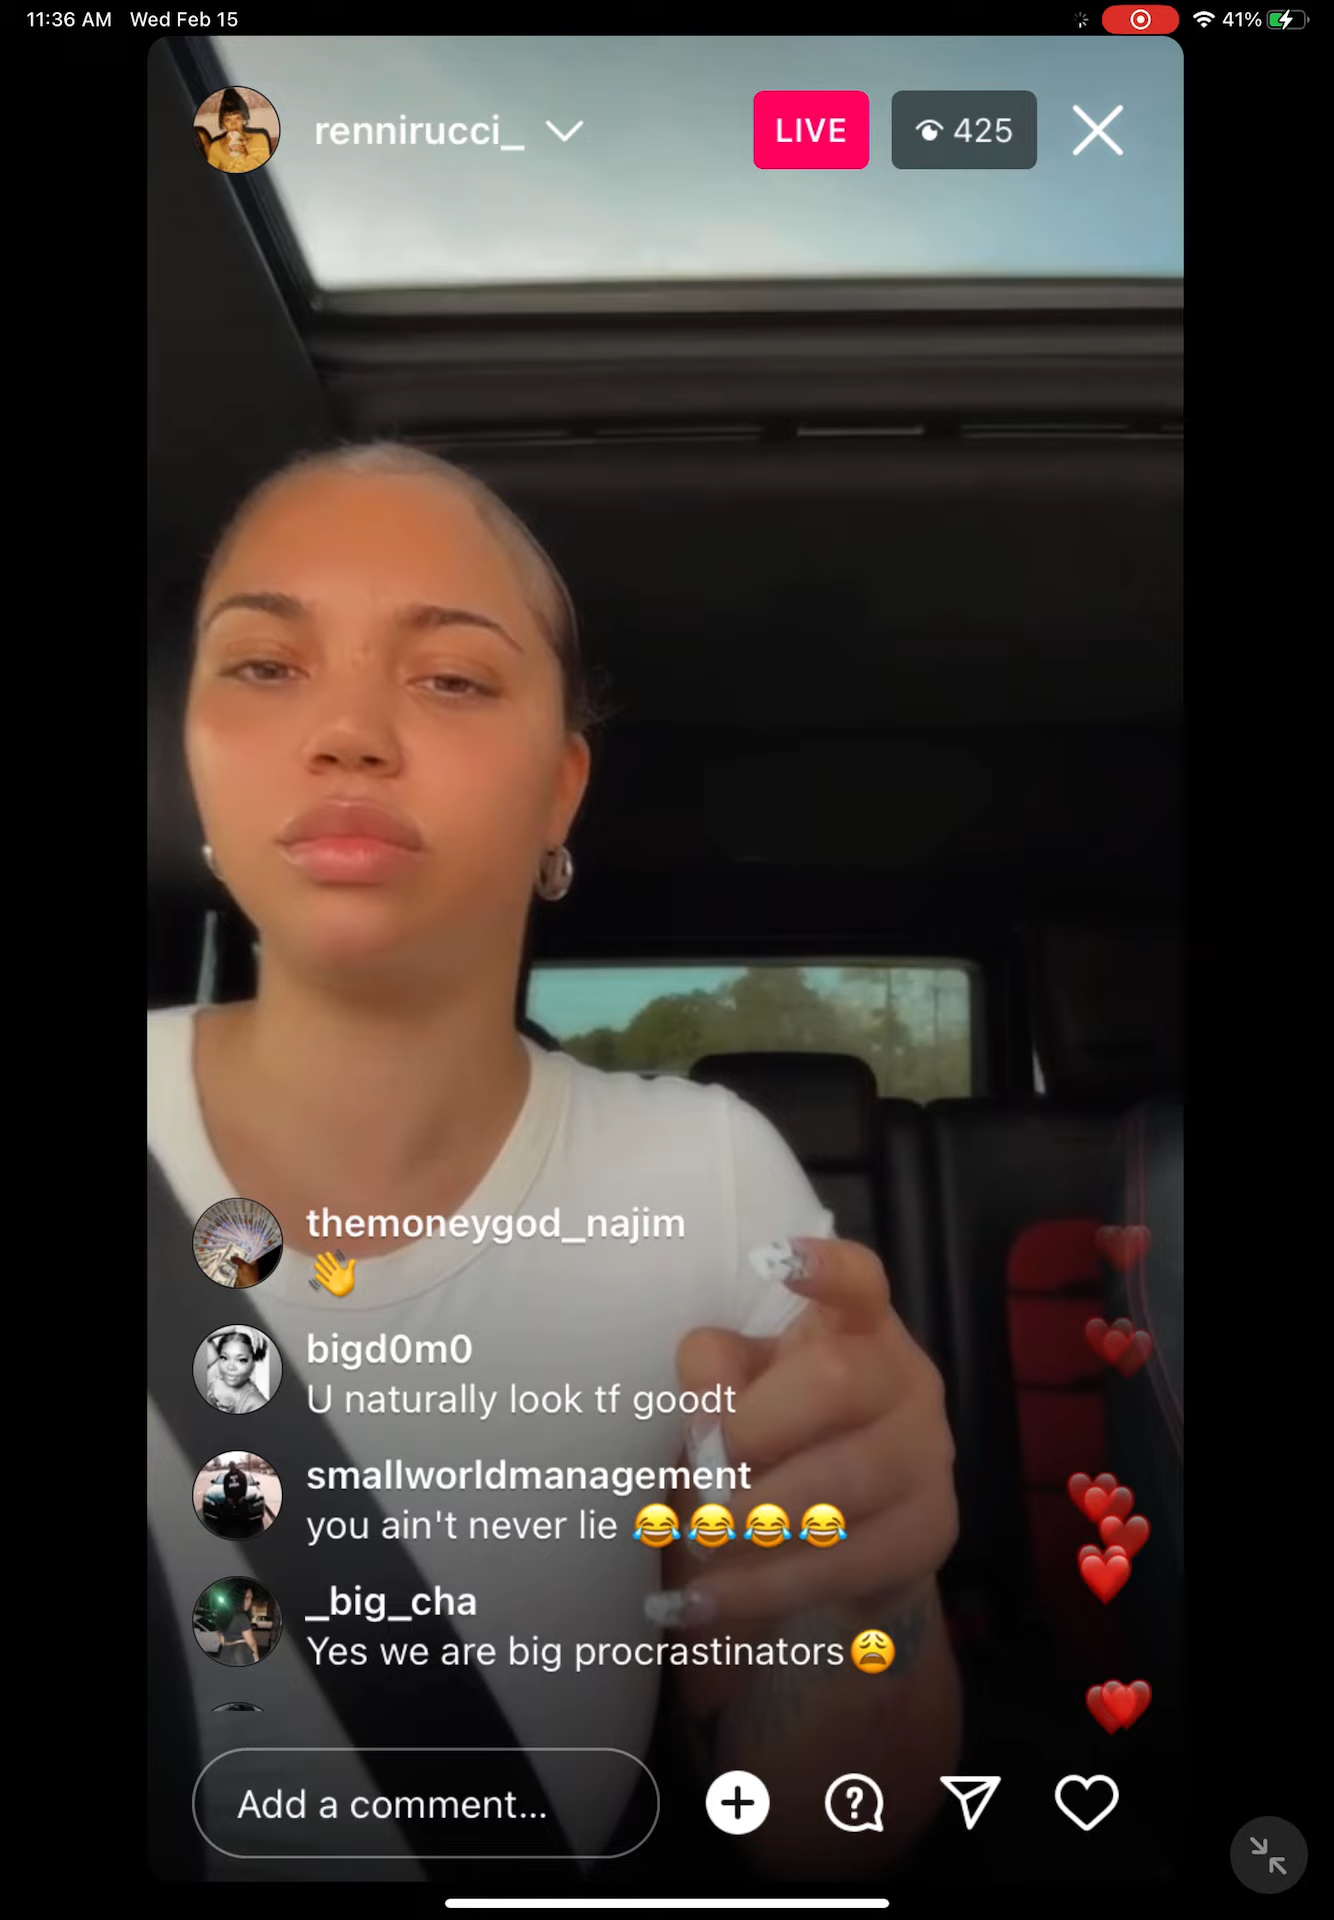 11:36 AM Wed Feb 15
41%
rennirucci_
LIVE
425
themoneygod_najim
👋
bigd0m0
U naturally look tf goodt
smallworldmanagement
you ain't never lie 😂😂😂😂
_big_cha
Yes we are big procrastinators😩
Add a comment...